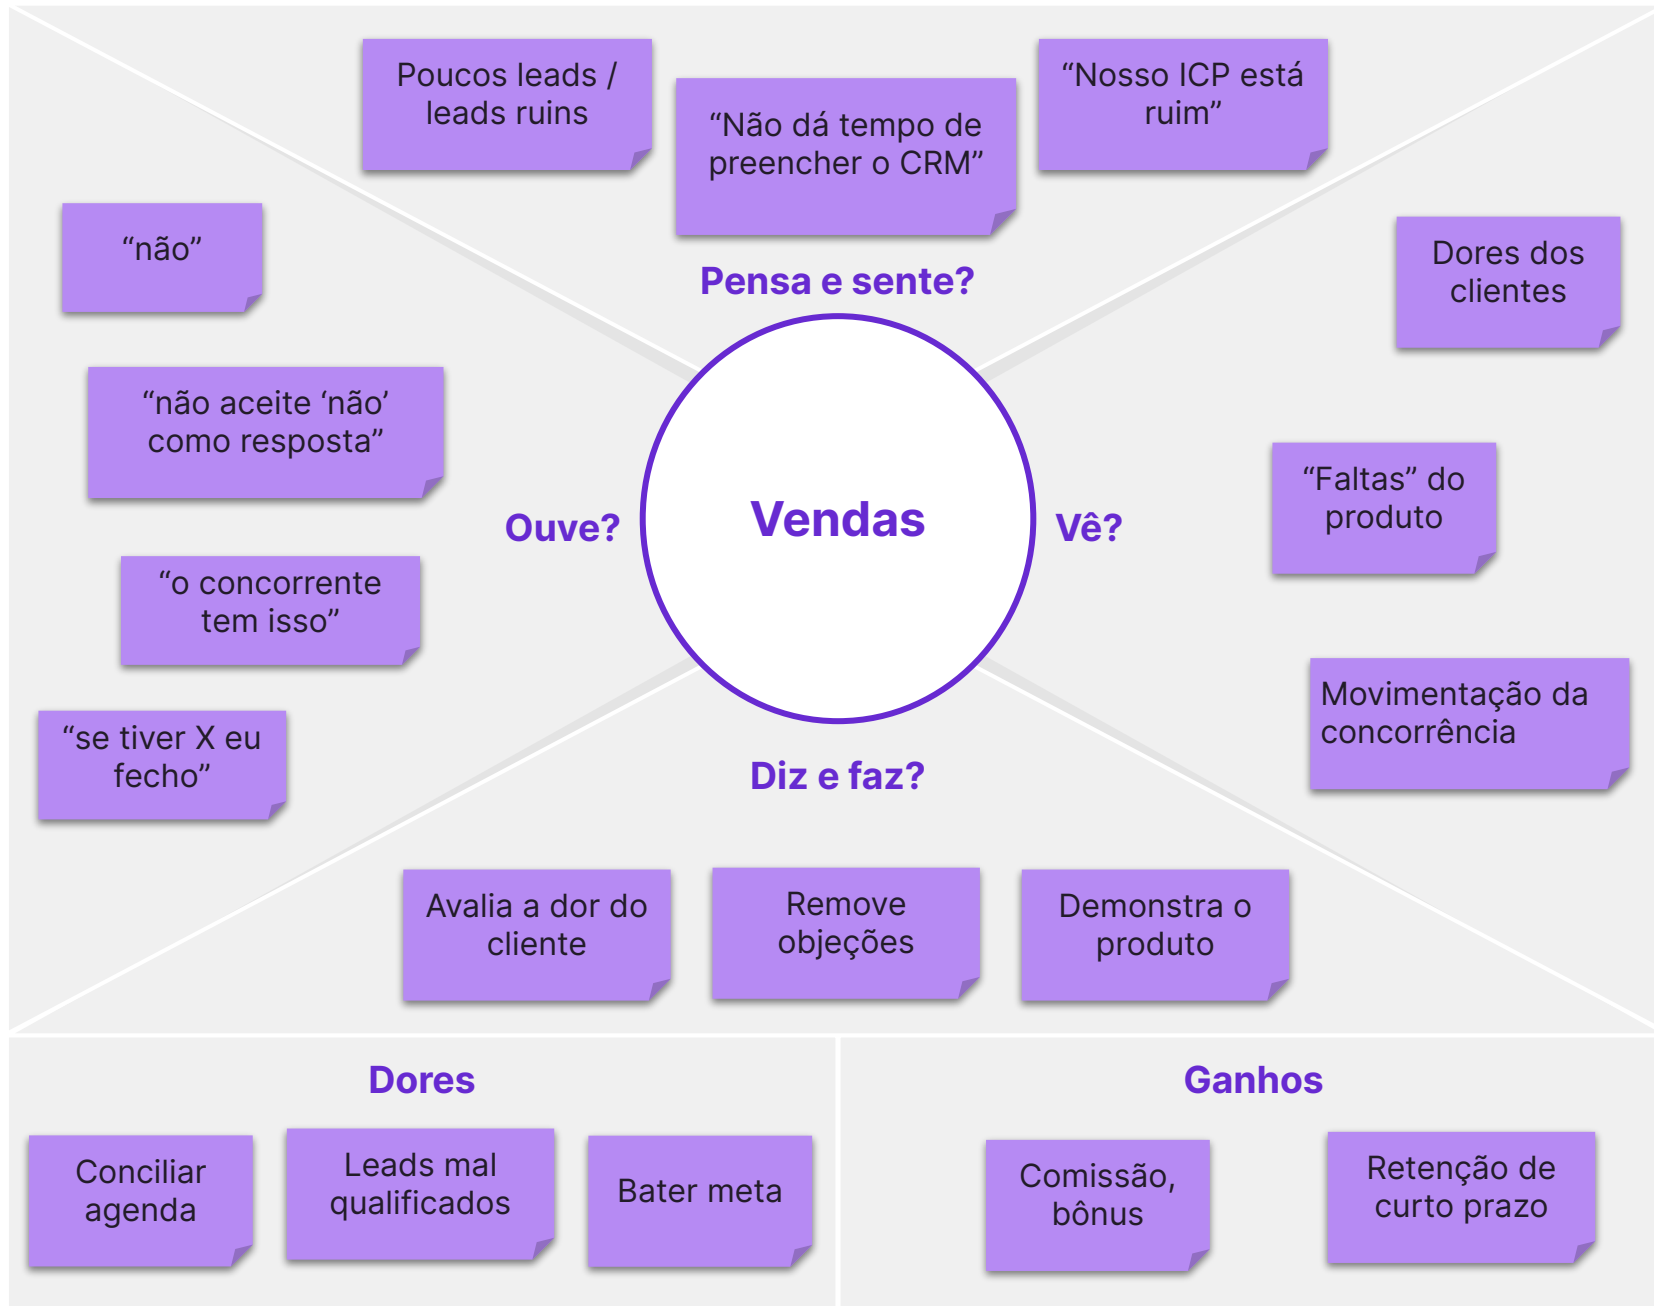 Poucos leads /
leads ruins
“Não dá tempo de
preencher o CRM”
“Nosso ICP está
ruim”
Pensa e sente?
“não”
“não aceite ‘não’
como resposta”
“o concorrente
tem isso”
“se tiver X eu
fecho”
Ouve?
Vendas
Vê?
Dores dos
clientes
“Faltas” do
produto
Movimentação da
concorrência
Diz e faz?
Avalia a dor do
cliente
Remove
objeções
Demonstra o
produto
Dores
Conciliar
agenda
Leads mal
qualificados
Bater meta
Ganhos
Comissão,
bônus
Retenção de
curto prazo